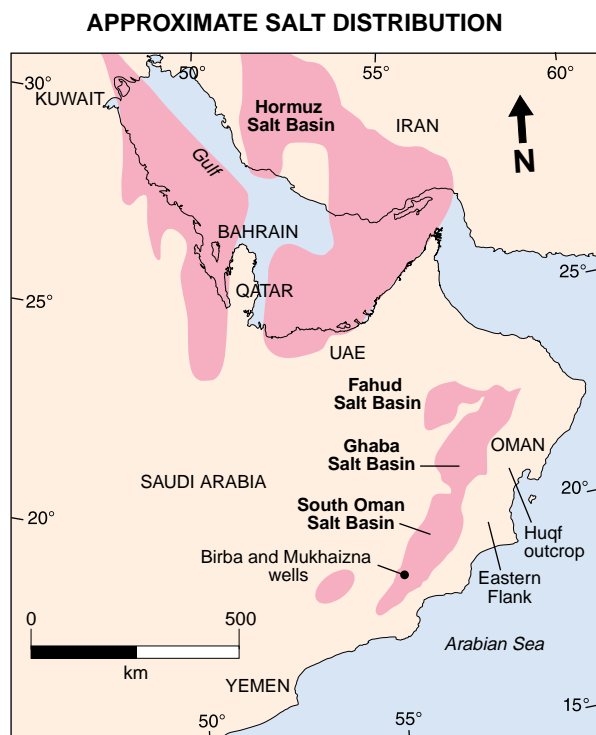 APPROXIMATE SALT DISTRIBUTION
30°
50°
55°
60°
KUWAIT
Hormuz
Salt Basin
IRAN
N
Gulf
BAHRAIN
QATAR
25°
25°
UAE
Fahud
Salt Basin
Ghaba
Salt Basin
OMAN
SAUDI ARABIA
South Oman
Salt Basin
20°
20°
Huqf
outcrop
Birba and Mukhaizna
wells
Eastern
Flank
0
500
km
Arabian Sea
YEMEN
15°
50°
55°